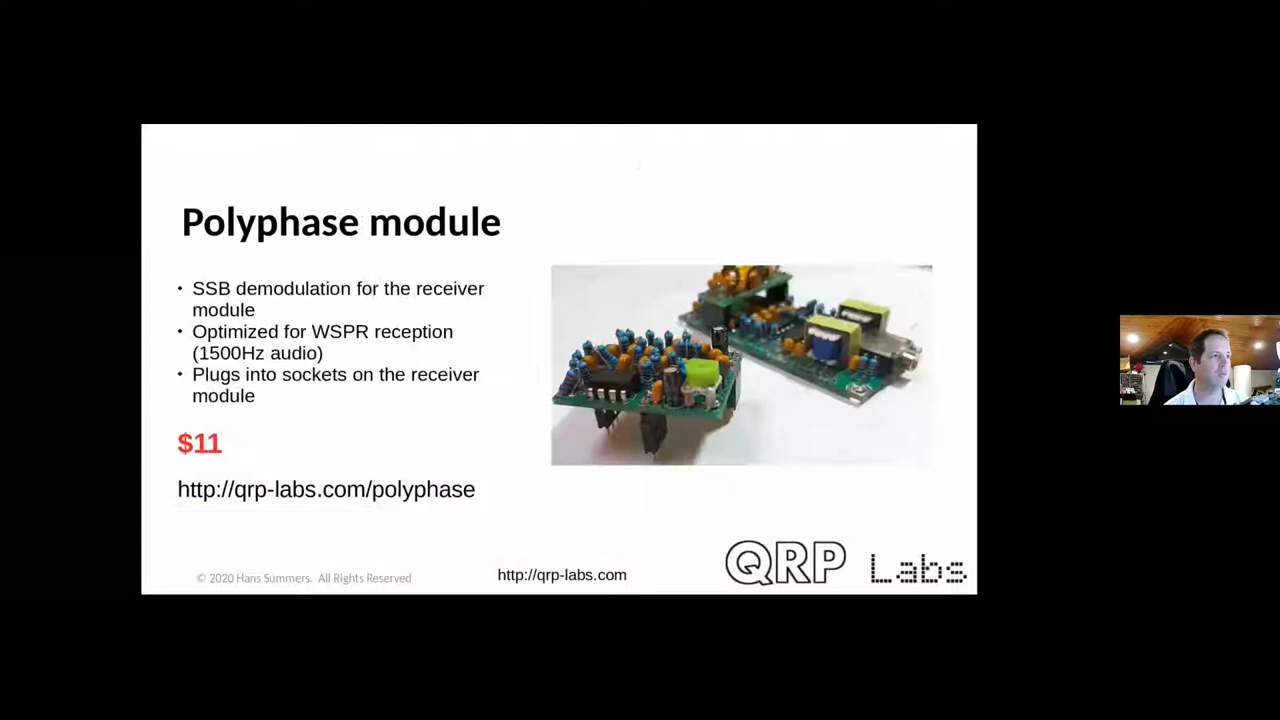 Polyphase module
• SSB demodulation for the receiver
module
• Optimized for WSPR reception
(1500Hz audio)
• Plugs into sockets on the receiver
module
$11
http://qrp-labs.com/polyphase
© 2020 Hans Summers. All Rights Reserved
http://qrp-labs.com
QRP Labs